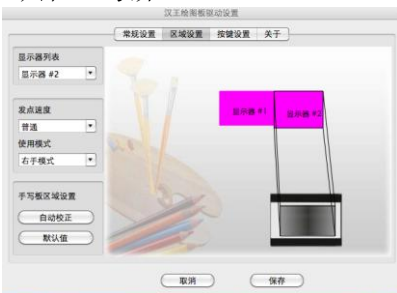 汉王绘画板驱动设置
常规设置 区域设置 按键设置 关于
显示器列表
显示器 #2
显示器 #1 显示器 #2
发点速度
普通
使用模式
右手模式
手写板区域设置
自动校正
默认值
取消 保存